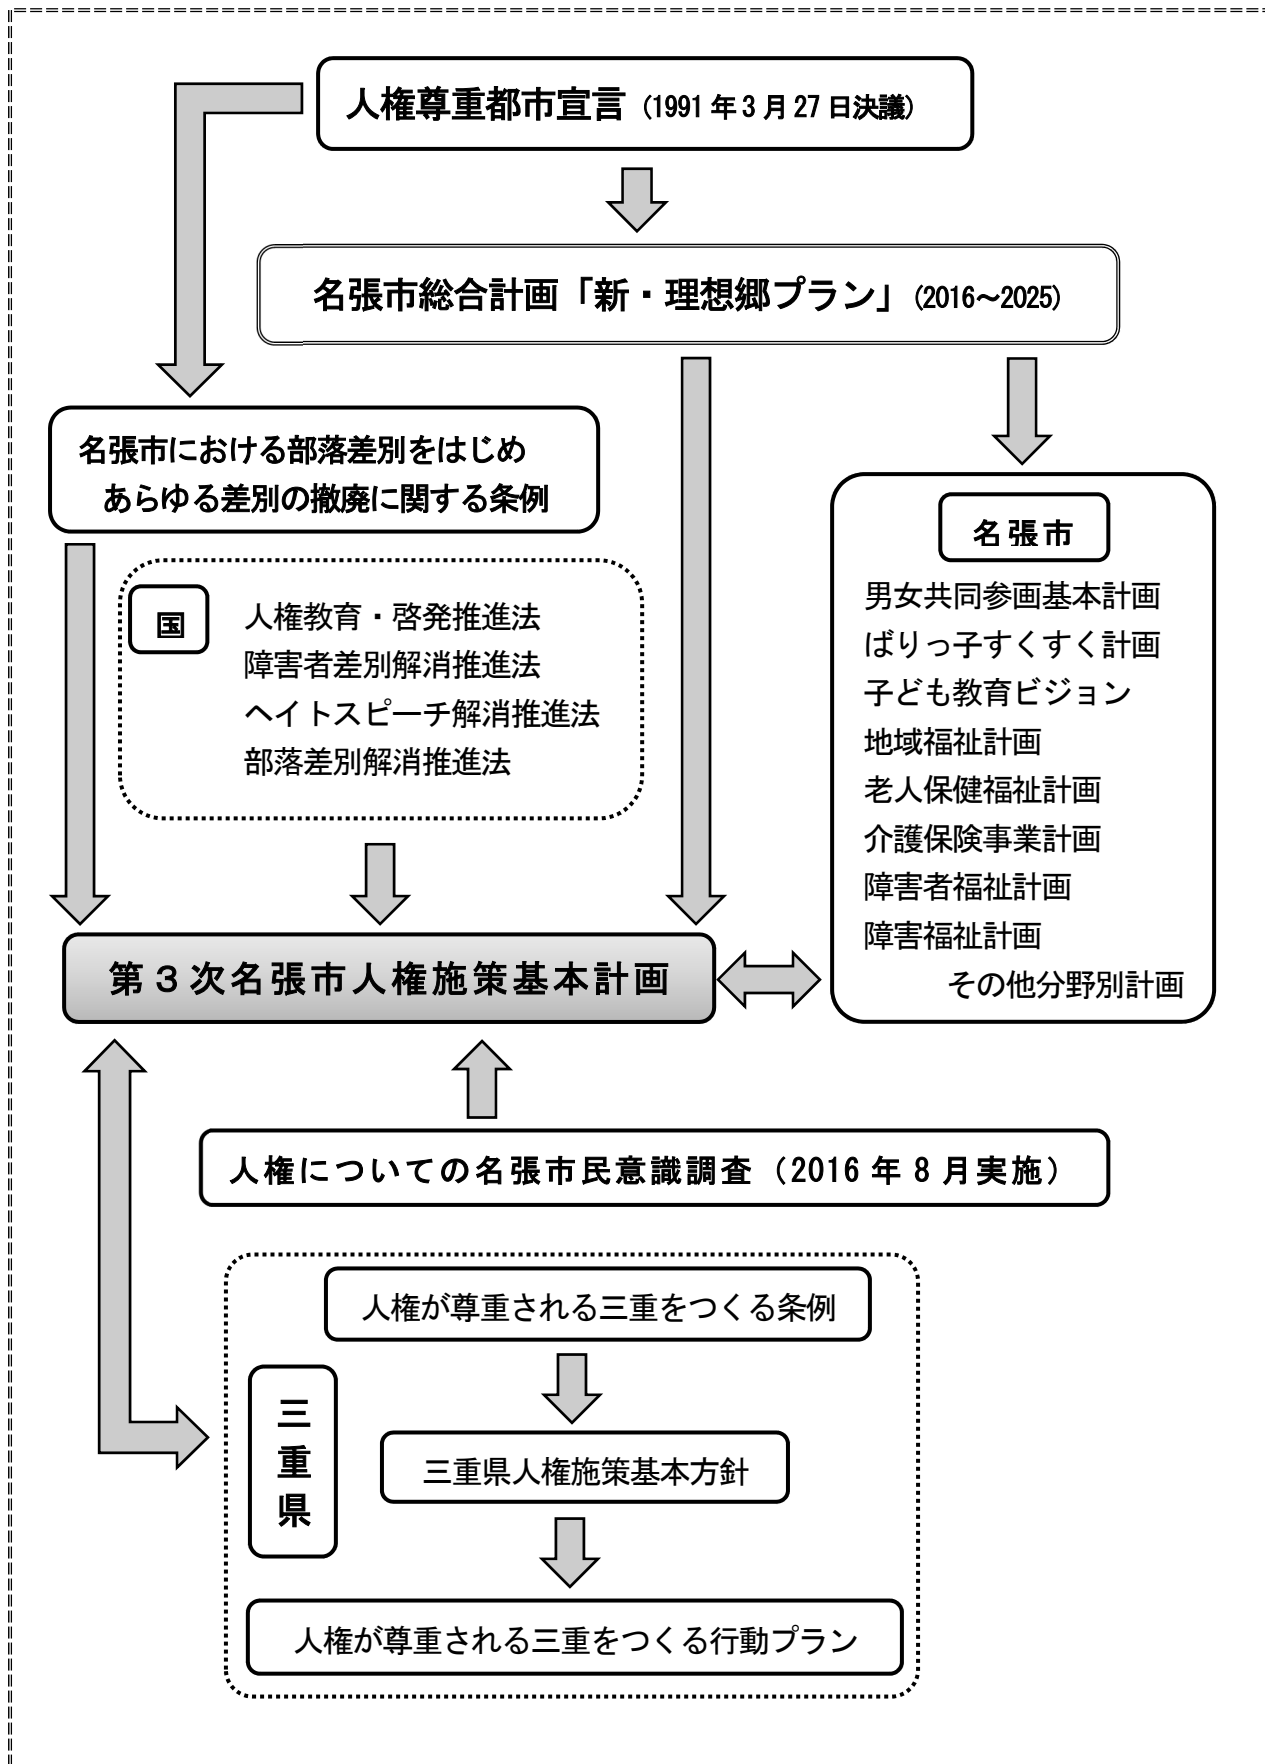 人権尊重都市宣言 (1991 年 3 月 27 日決議)
名張市総合計画「新・理想郷プラン」(2016~2025)
名張市における部落差別をはじめ
あらゆる差別の撤廃に関する条例
国
人権教育・啓発推進法
障害者差別解消推進法
ヘイトスピーチ解消推進法
部落差別解消推進法
名張市
男女共同参画基本計画
ばりっ子すくすく計画
子ども教育ビジョン
地域福祉計画
老人保健福祉計画
介護保険事業計画
障害者福祉計画
障害福祉計画
その他分野別計画
第3次名張市人権施策基本計画
人権についての名張市民意識調査(2016 年 8 月実施)
三重県
人権が尊重される三重をつくる条例
三重県人権施策基本方針
人権が尊重される三重をつくる行動プラン